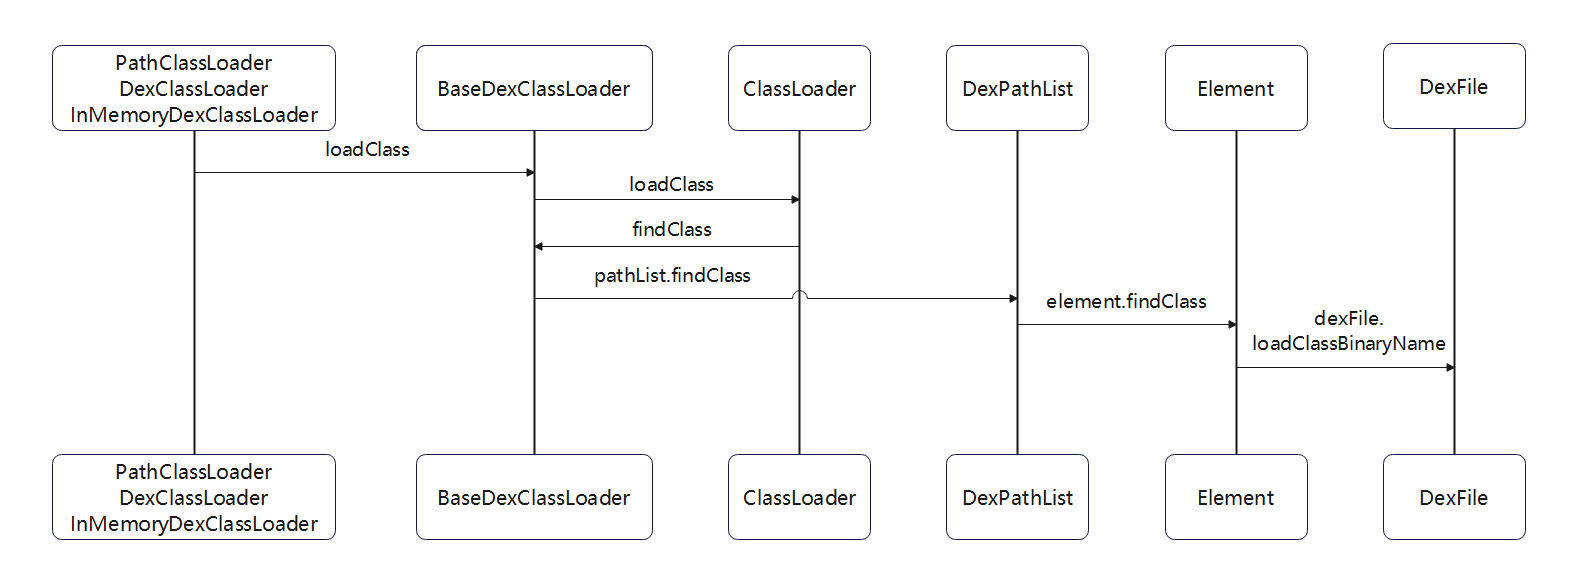 PathClassLoader
DexClassLoader
InMemoryDexClassLoader
BaseDexClassLoader
ClassLoader
DexPathList
Element
DexFile
loadClass
loadClass
findClass
pathList.findClass
element.findClass
dexFile.
loadClassBinaryName
PathClassLoader
DexClassLoader
InMemoryDexClassLoader
BaseDexClassLoader
ClassLoader
DexPathList
Element
DexFile